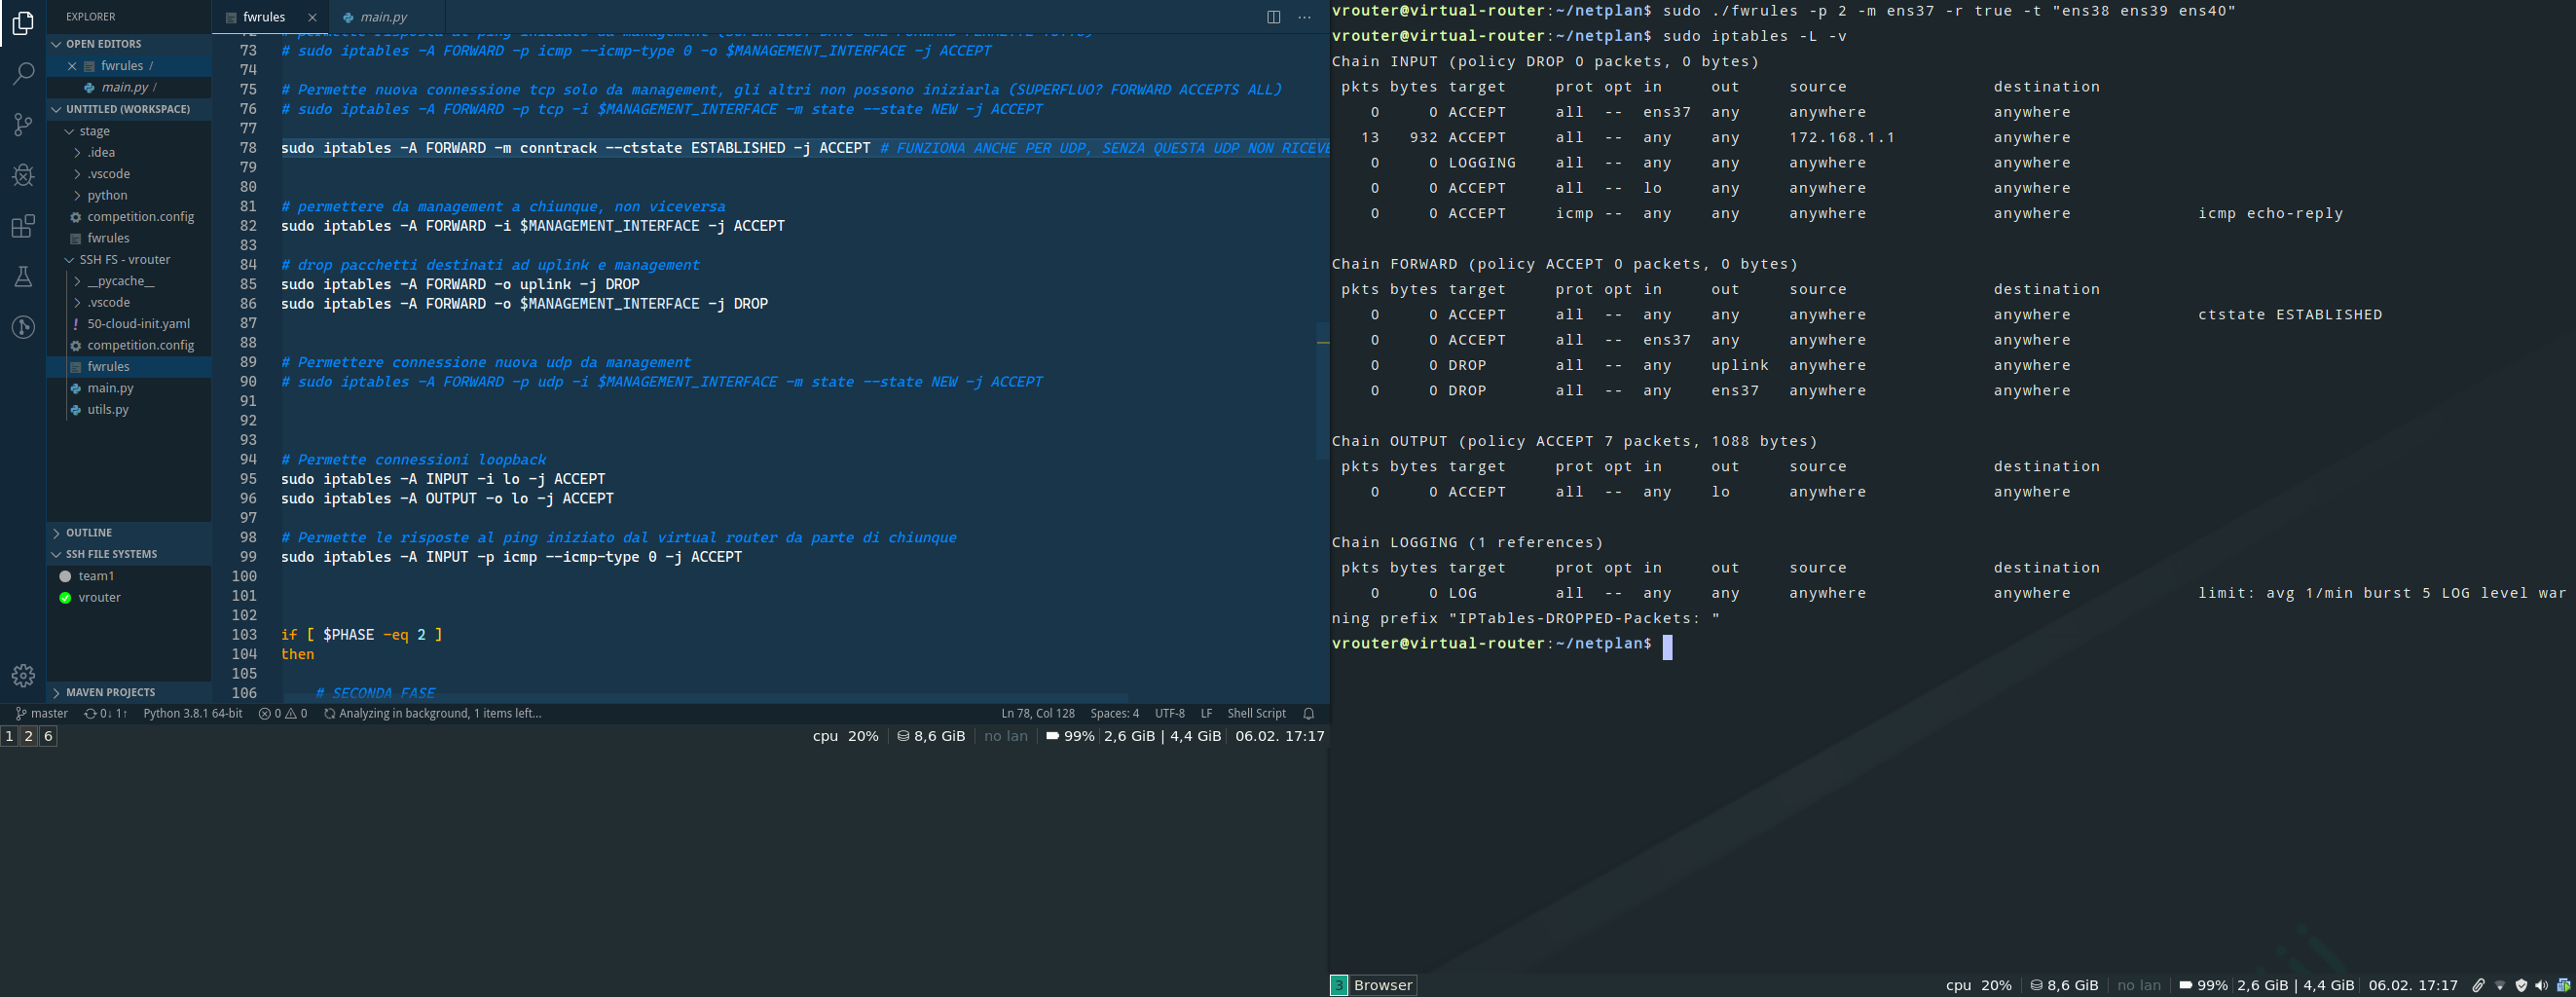 EXPLORER
OPEN EDITORS
fwrules /
main.py /
UNTITLED (WORKSPACE)
stage
.idea
.vscode
python
competition.config
fwrules
SSH FS - vrouter
__pycache__
.vscode
50-cloud-init.yaml
competition.config
fwrules
main.py
utils.py
OUTLINE
SSH FILE SYSTEMS
team1
vrouter
MAVEN PROJECTS
fwrules
main.py
73 # sudo iptables -A FORWARD -p icmp --icmp-type 0 -o $MANAGEMENT_INTERFACE -j ACCEPT
74
75 # Permette nuova connessione tcp solo da management, gli altri non possono iniziarla (SUPERFLUO? FORWARD ACCEPTS ALL)
76 # sudo iptables -A FORWARD -p tcp -i $MANAGEMENT_INTERFACE -m state --state NEW -j ACCEPT
77
78 sudo iptables -A FORWARD -m conntrack --ctstate ESTABLISHED -j ACCEPT # FUNZIONA ANCHE PER UDP, SENZA QUESTA UDP NON RICEVE
79
80
81 # permettere da management a chiunque, non viceversa
82 sudo iptables -A FORWARD -i $MANAGEMENT_INTERFACE -j ACCEPT
83
84 # drop pacchetti destinati ad uplink e management
85 sudo iptables -A FORWARD -o uplink -j DROP
86 sudo iptables -A FORWARD -o $MANAGEMENT_INTERFACE -j DROP
87
88
89 # Permettere connessione nuova udp da management
90 # sudo iptables -A FORWARD -p udp -i $MANAGEMENT_INTERFACE -m state --state NEW -j ACCEPT
91
92
93
94 # Permette connessioni loopback
95 sudo iptables -A INPUT -i lo -j ACCEPT
96 sudo iptables -A OUTPUT -o lo -j ACCEPT
97
98 # Permette le risposte al ping iniziato dal virtual router da parte di chiunque
99 sudo iptables -A INPUT -p icmp --icmp-type 0 -j ACCEPT
100
101
102
103 if [ $PHASE -eq 2 ]
104 then
105
106 # SECONDA FASE
master 0↓ 1↑ Python 3.8.1 64-bit 0 0 Analyzing in background, 1 items left... Ln 78, Col 128 Spaces: 4 UTF-8 LF Shell Script
1 2 6 cpu 20% 8,6 GiB no lan 99% 2,6 GiB | 4,4 GiB 06.02. 17:17
vrouter@virtual-router:~/netplan$ sudo ./fwrules -p 2 -m ens37 -r true -t "ens38 ens39 ens40"
vrouter@virtual-router:~/netplan$ sudo iptables -L -v
Chain INPUT (policy DROP 0 packets, 0 bytes)
pkts bytes target prot opt in out source destination
0 0 ACCEPT all -- ens37 any anywhere anywhere
13 932 ACCEPT all -- any any 172.168.1.1 anywhere
0 0 LOGGING all -- any any anywhere anywhere
0 0 ACCEPT all -- lo any anywhere anywhere
0 0 ACCEPT icmp -- any any anywhere anywhere icmp echo-reply
Chain FORWARD (policy ACCEPT 0 packets, 0 bytes)
pkts bytes target prot opt in out source destination
0 0 ACCEPT all -- any any anywhere anywhere ctstate ESTABLISHED
0 0 ACCEPT all -- ens37 any anywhere anywhere
0 0 DROP all -- any uplink anywhere anywhere
0 0 DROP all -- any ens37 anywhere anywhere
Chain OUTPUT (policy ACCEPT 7 packets, 1088 bytes)
pkts bytes target prot opt in out source destination
0 0 ACCEPT all -- any lo anywhere anywhere
Chain LOGGING (1 references)
pkts bytes target prot opt in out source destination
0 0 LOG all -- any any anywhere anywhere limit: avg 1/min burst 5 LOG level war
ning prefix "IPTables-DROPPED-Packets: "
vrouter@virtual-router:~/netplan$
3 Browser cpu 20% 8,6 GiB no lan 99% 2,6 GiB | 4,4 GiB 06.02. 17:17